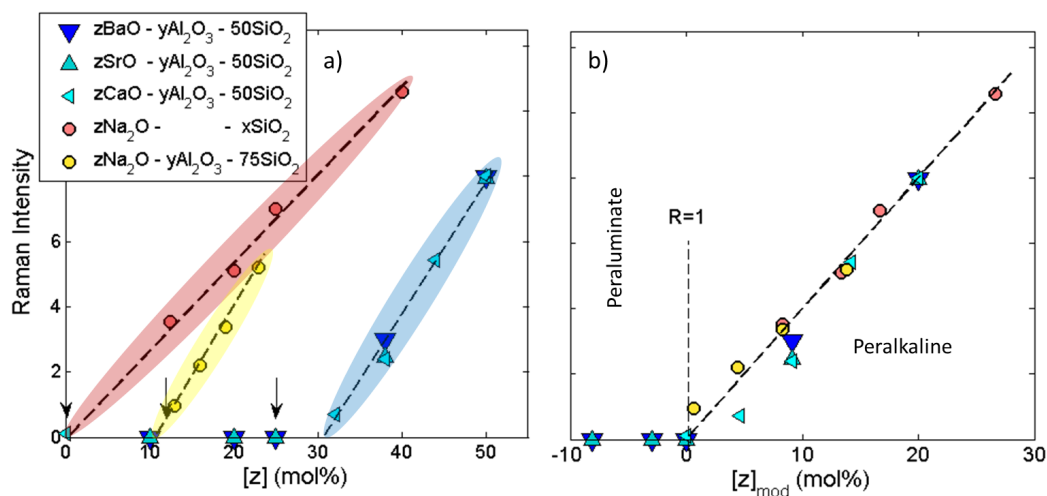 zBaO - yAl₂O₃ - 50SiO₂
zSrO - yAl₂O₃ - 50SiO₂
zCaO - yAl₂O₃ - 50SiO₂
zNa₂O - - xSiO₂
zNa₂O - yAl₂O₃ - 75SiO₂
a)
Raman Intensity
6
4
2
0
0 10 20 30 40 50
[z] (mol%)
b)
Peraluminate
R=1
Peralkaline
-10 0 10 20 30
[z]mod (mol%)